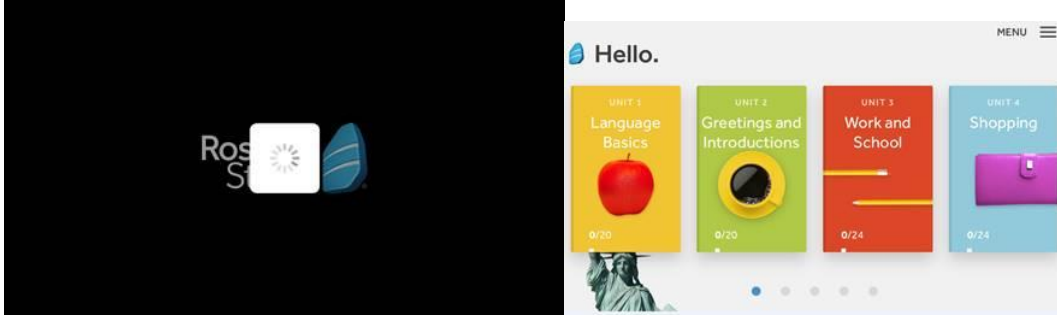 Ros
St
MENU
Hello.
UNIT 1
Language
Basics
0/20
UNIT 2
Greetings and
Introductions
0/20
UNIT 3
Work and
School
0/24
UNIT 4
Shopping
0/24